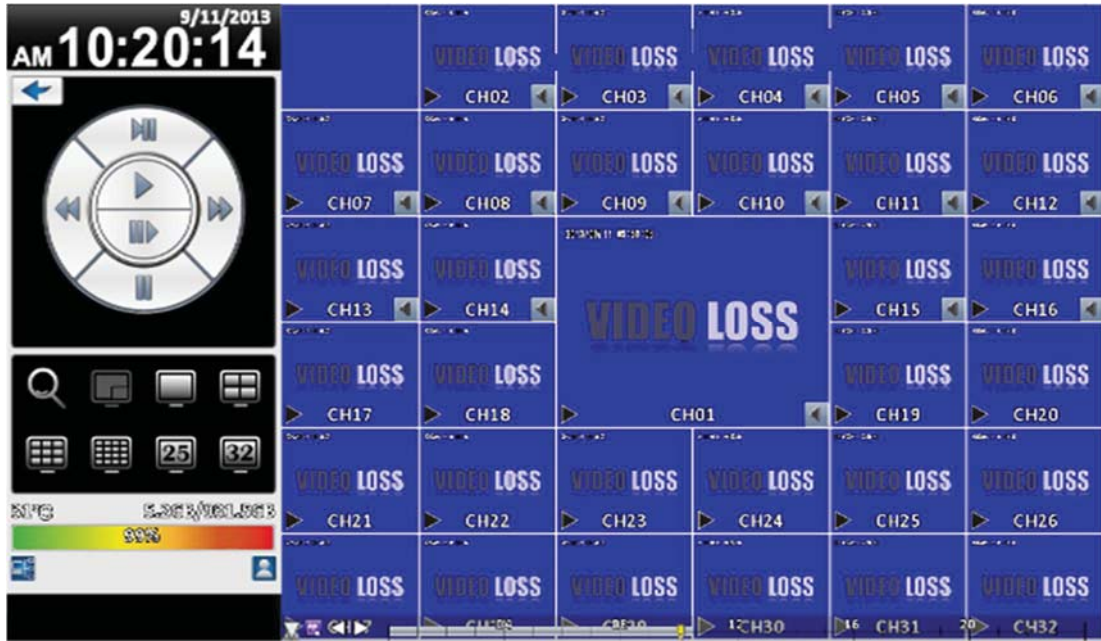 9/11/2013
AM 10:20:14
VIDEO LOSS VIDEO LOSS VIDEO LOSS VIDEO LOSS VIDEO LOSS
CH02 CH03 CH04 CH05 CH06
VIDEO LOSS VIDEO LOSS VIDEO LOSS VIDEO LOSS VIDEO LOSS VIDEO LOSS
CH07 CH08 CH09 CH10 CH11 CH12
VIDEO LOSS VIDEO LOSS VIDEO LOSS VIDEO LOSS
CH13 CH14 CH15 CH16
VIDEO LOSS
VIDEO LOSS VIDEO LOSS VIDEO LOSS VIDEO LOSS
CH17 CH18 CH01 CH19 CH20
25 32
VIDEO LOSS VIDEO LOSS VIDEO LOSS VIDEO LOSS VIDEO LOSS VIDEO LOSS
CH21 CH22 CH23 CH24 CH25 CH26
99%
VIDEO LOSS VIDEO LOSS VIDEO LOSS VIDEO LOSS VIDEO LOSS VIDEO LOSS
12 CH30 16 CH31 20 CH32